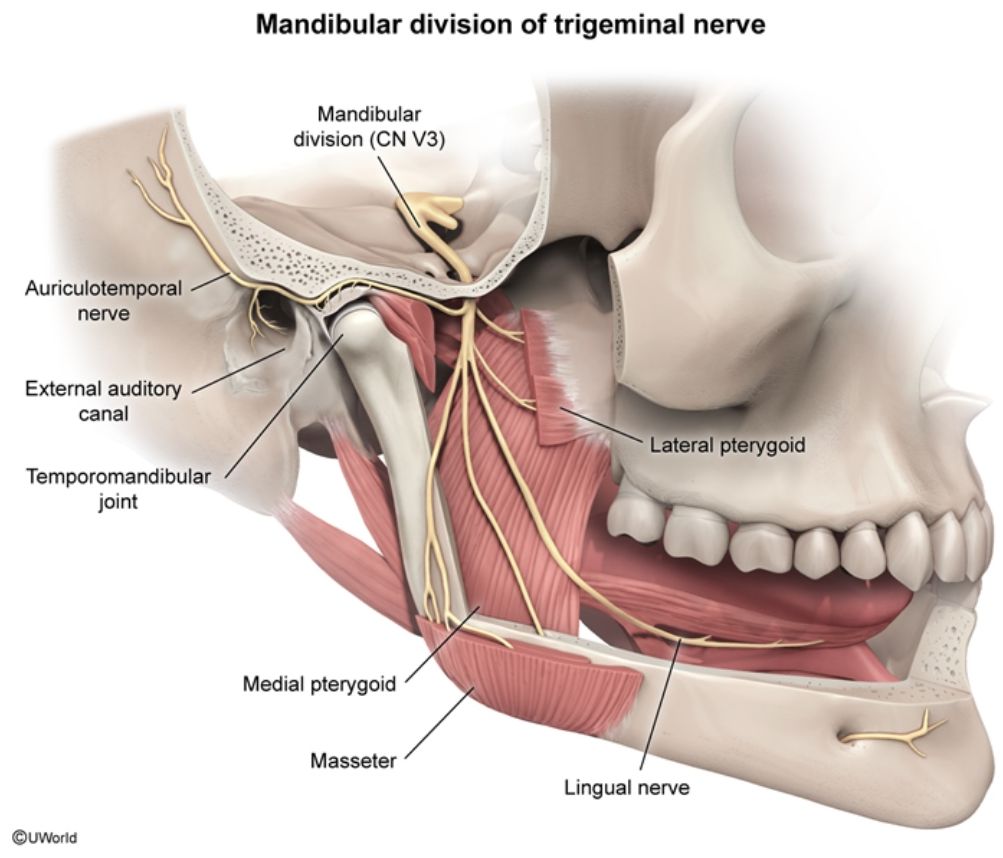 Mandibular division of trigeminal nerve
Mandibular
division (CN V3)
Auriculotemporal
nerve
External auditory
canal
Temporomandibular
joint
Lateral pterygoid
Medial pterygoid
Masseter
Lingual nerve
©UWorld